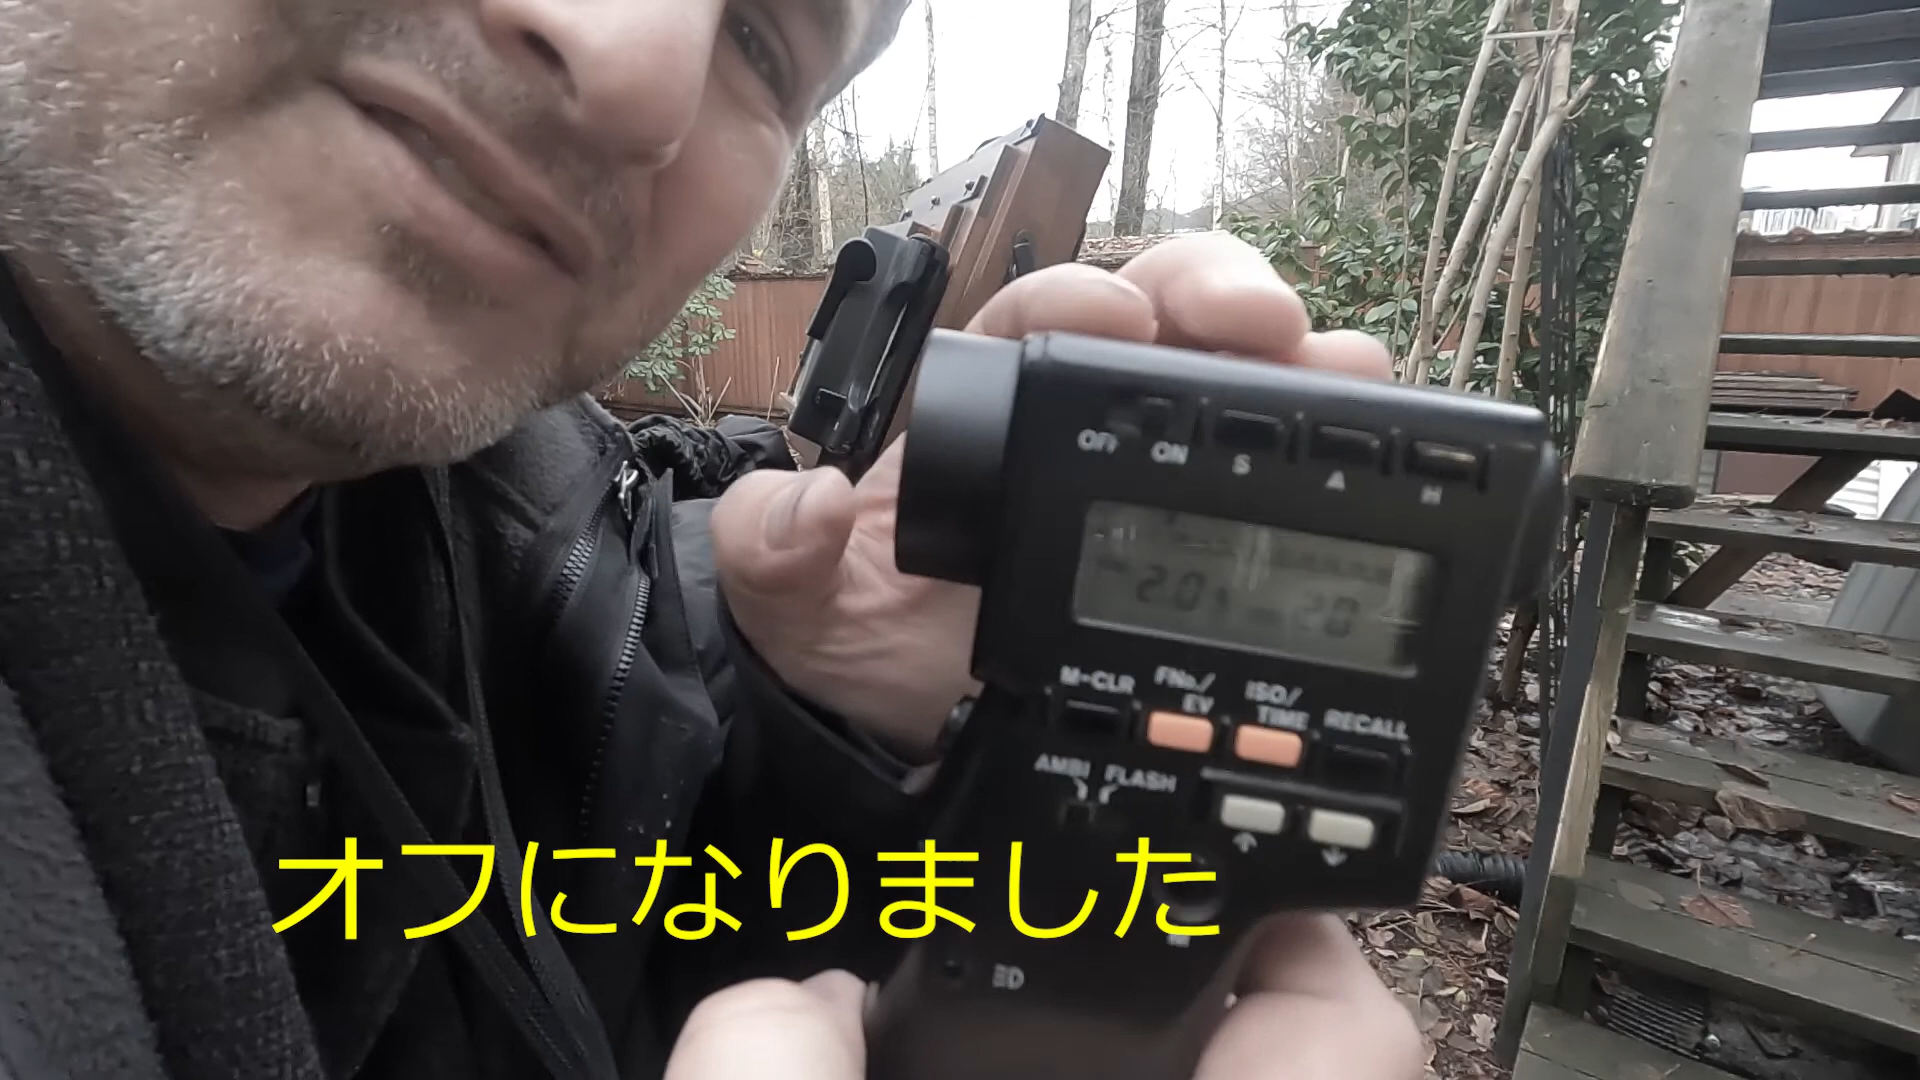 OFF ON S A H
M-CLR FNo./ EV ISO/ TIME RECALL
AMBI FLASH
オフになりました